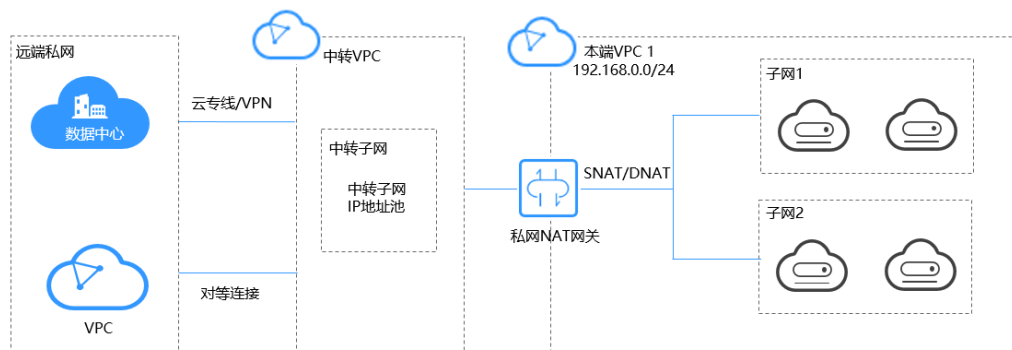 远端私网
数据中心
云专线/VPN
VPC
对等连接
中转VPC
中转子网
中转子网
IP地址池
私网NAT网关
本端VPC 1
192.168.0.0/24
SNAT/DNAT
子网1
子网2